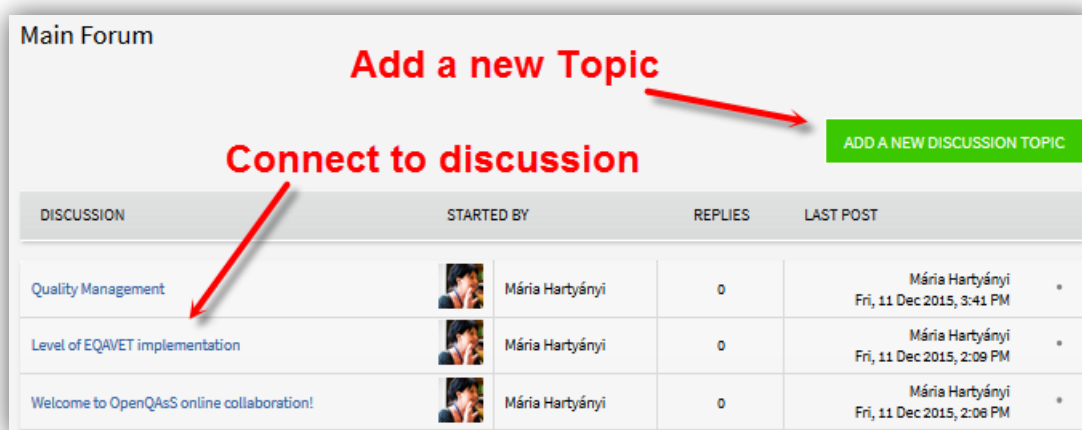 Main Forum
Add a new Topic
ADD A NEW DISCUSSION TOPIC
Connect to discussion
DISCUSSION STARTED BY REPLIES LAST POST
Quality Management Mária Hartyányi 0 Mária Hartyányi
Fri, 11 Dec 2015, 3:41 PM
Level of EQAVET implementation Mária Hartyányi 0 Mária Hartyányi
Fri, 11 Dec 2015, 2:09 PM
Welcome to OpenQAsS online collaboration! Mária Hartyányi 0 Mária Hartyányi
Fri, 11 Dec 2015, 2:06 PM